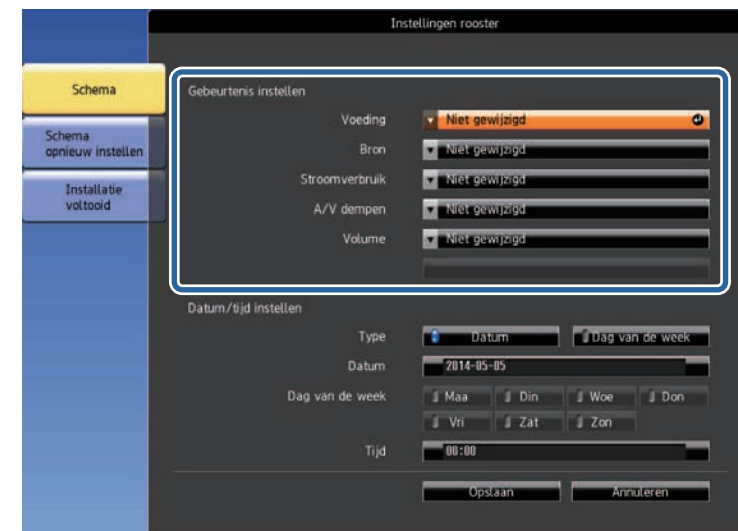 Instellingen rooster
Schema
Schema
opnieuw instellen
Installatie
voltooid
Gebeurtenis instellen
Voeding Niet gewijzigd
Bron Niet gewijzigd
Stroomverbruik Niet gewijzigd
A/V dempen Niet gewijzigd
Volume Niet gewijzigd
Datum/tijd instellen
Type Datum Dag van de week
Datum 2014-05-05
Dag van de week Maa Din Woe Don
Vri Zat Zon
Tijd 00:00
Opslaan Annuleren